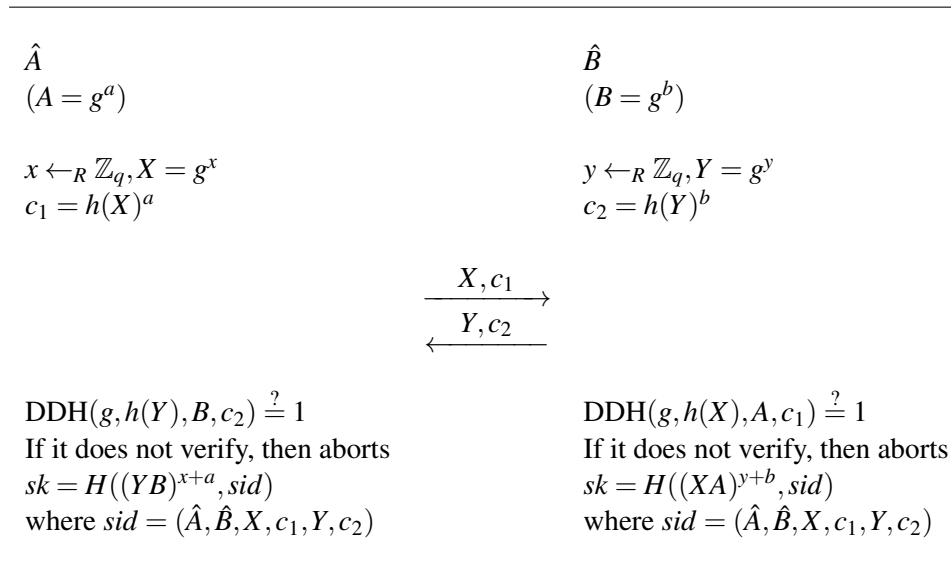 Â
(A = g^a)
x ←_R ℤ_q, X = g^x
c_1 = h(X)^a
B̂
(B = g^b)
y ←_R ℤ_q, Y = g^y
c_2 = h(Y)^b
X, c_1
Y, c_2
DDH(g, h(Y), B, c_2) ≟ 1
If it does not verify, then aborts
sk = H((YB)^{x+a}, sid)
where sid = (Â, B̂, X, c_1, Y, c_2)
DDH(g, h(X), A, c_1) ≟ 1
If it does not verify, then aborts
sk = H((XA)^{y+b}, sid)
where sid = (Â, B̂, X, c_1, Y, c_2)